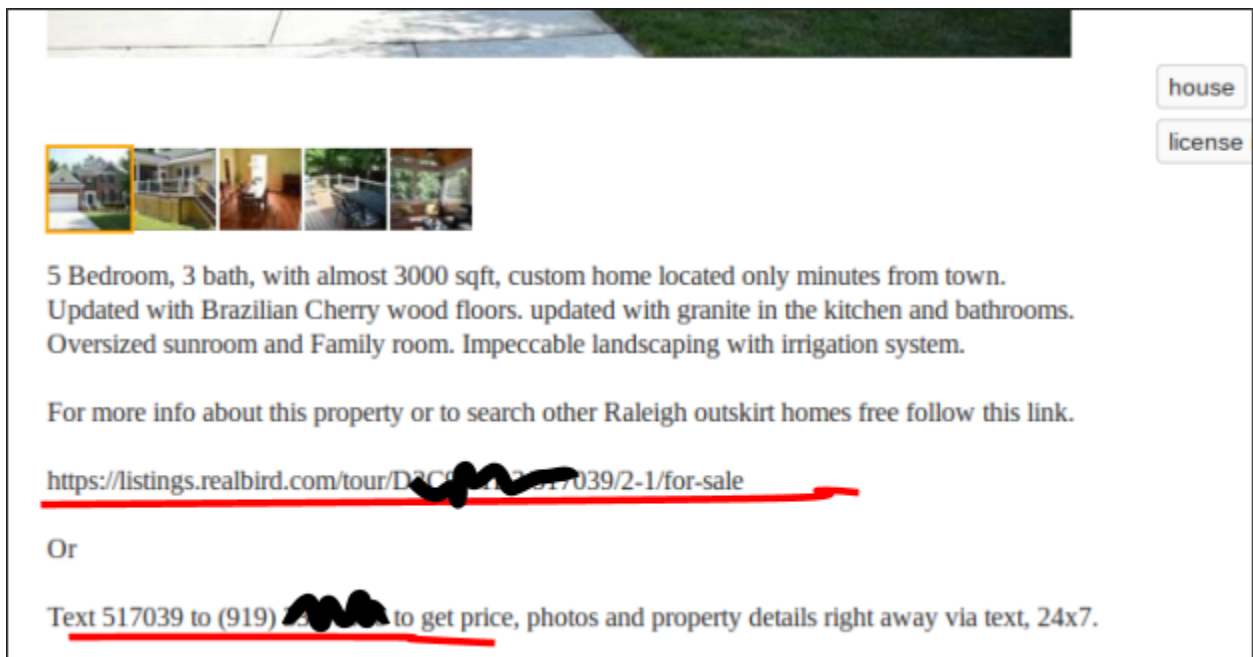 house
license
5 Bedroom, 3 bath, with almost 3000 sqft, custom home located only minutes from town.
Updated with Brazilian Cherry wood floors. updated with granite in the kitchen and bathrooms.
Oversized sunroom and Family room. Impeccable landscaping with irrigation system.
For more info about this property or to search other Raleigh outskirt homes free follow this link.
https://listings.realbird.com/tour/ 039/2-1/for-sale
Or
Text 517039 to (919) to get price, photos and property details right away via text, 24x7.